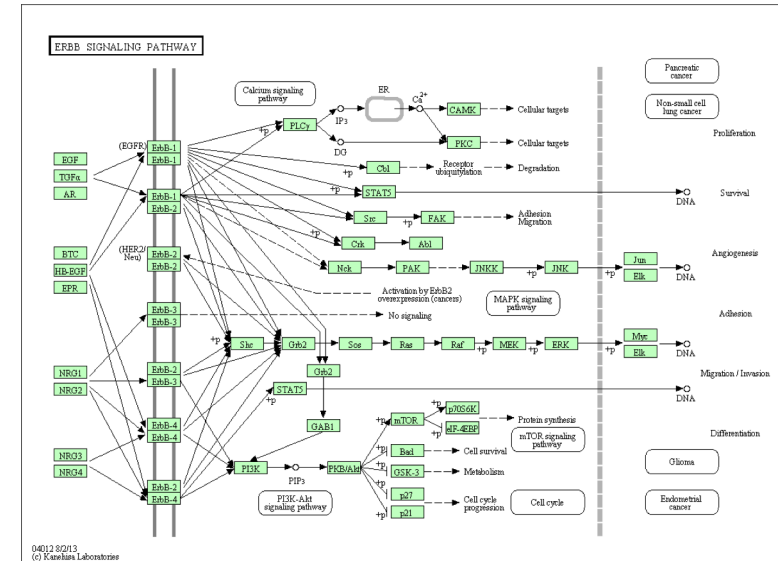 ERBB SIGNALING PATHWAY
Calcium signaling
pathway
ER
Ca2+
IP3
DG
+p
PLCγ
CAMK
Cellular targets
PKC
Cellular targets
(EGFR)
ErbB-1
ErbB-1
EGF
TGFα
AR
ErbB-1
ErbB-2
+p
Cbl
Receptor
ubiquitylation
Degradation
+p
STAT5
DNA
Src
+p
FAK
Adhesion
Migration
+p
Crk
Abl
+p
Nck
PAK
JNKK
JNK
+p
Jun
Elk
DNA
BTC
HB-EGF
EPR
(HER2/
Neu)
ErbB-2
ErbB-2
Activation by ErbB2
overexpression (cancers)
MAPK signaling
pathway
ErbB-3
ErbB-3
No signaling
+p
Shc
Grb2
Sos
Ras
Raf
+p
MEK
+p
ERK
+p
Myc
Elk
DNA
NRG1
NRG2
ErbB-2
ErbB-3
Grb2
STAT5
+p
DNA
ErbB-4
ErbB-4
GAB1
NRG3
NRG4
ErbB-2
ErbB-4
PI3K
PIP3
PKB/Akt
PI3K-Akt
signaling pathway
+p
mTOR
+p
p70S6K
eIF-4EBP
+p
Protein synthesis
mTOR signaling
pathway
+p
Bad
Cell survival
+p
GSK-3
Metabolism
+p
p27
+p
p21
Cell cycle
progression
Cell cycle
Pancreatic
cancer
Non-small cell
lung cancer
Proliferation
Survival
Angiogenesis
Adhesion
Migration / Invasion
Differentiation
Glioma
Endometrial
cancer
04012 8/2/13
(c) Kanehisa Laboratories